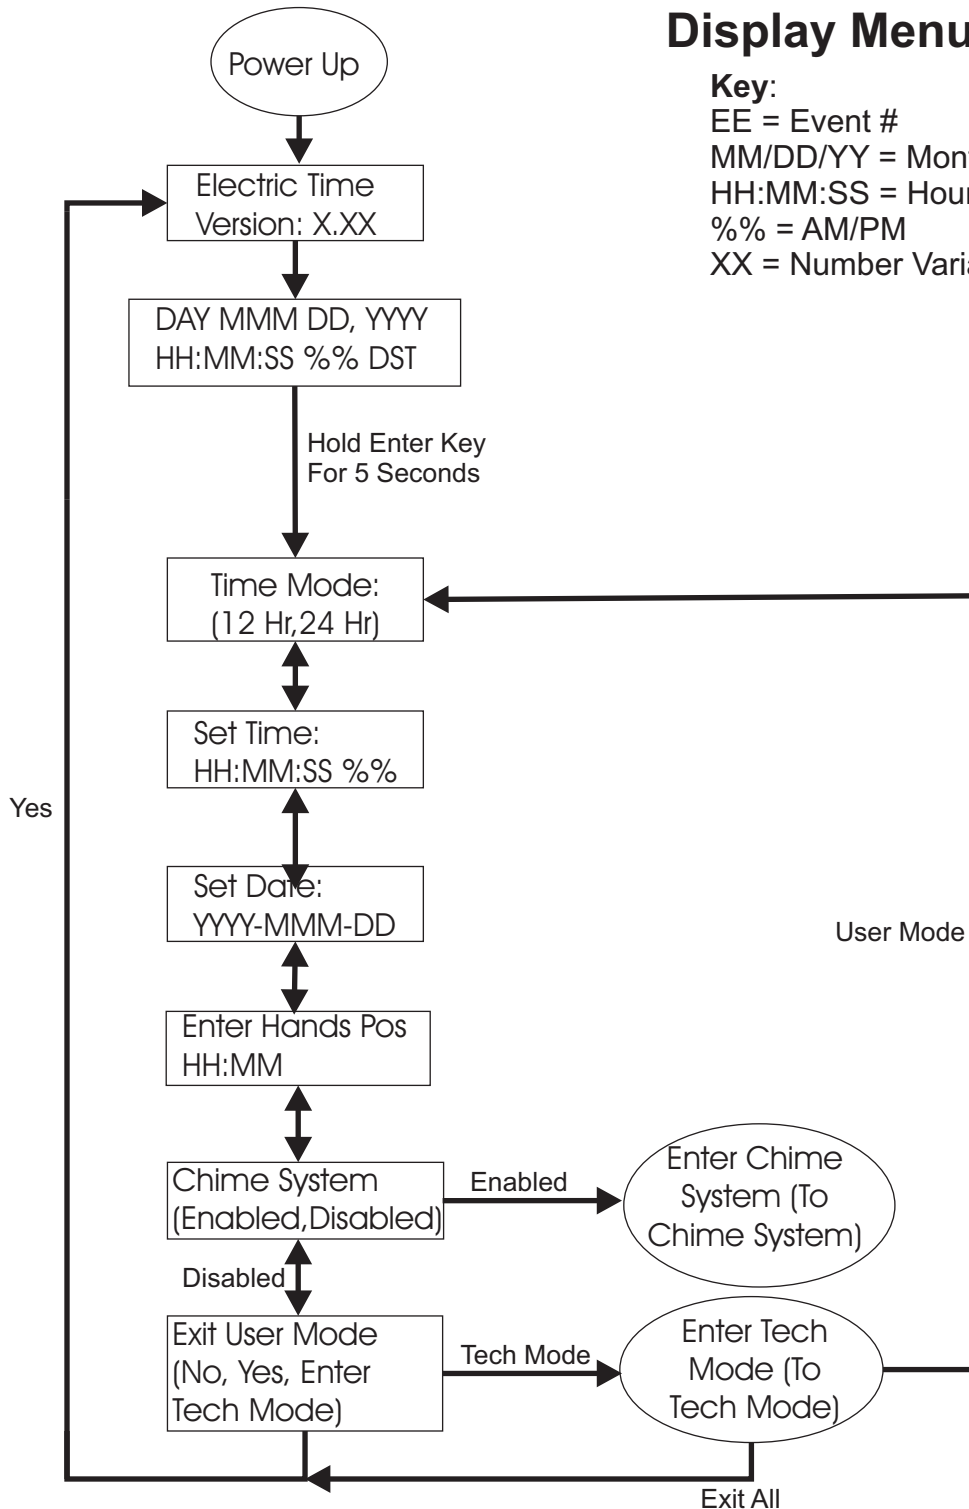 Display Menu
Key:
EE = Event #
MM/DD/YY =
HH:MM:SS =
%% = AM/PM
XX = Number
Power Up
Electric Time
Version: X.XX
DAY MMM DD, YYYY
HH:MM:SS %% DST
Hold Enter Key
For 5 Seconds
Time Mode:
(12 Hr,24 Hr)
Set Time:
HH:MM:SS %%
Yes
Set Date:
YYYY-MMM-DD
User Mode
Enter Hands Pos
HH:MM
Chime System
(Enabled,Disabled)
Enabled
Enter Chime
System (To
Chime System)
Disabled
Exit User Mode
(No, Yes, Enter
Tech Mode)
Tech Mode
Enter Tech
Mode (To
Tech Mode)
Exit All